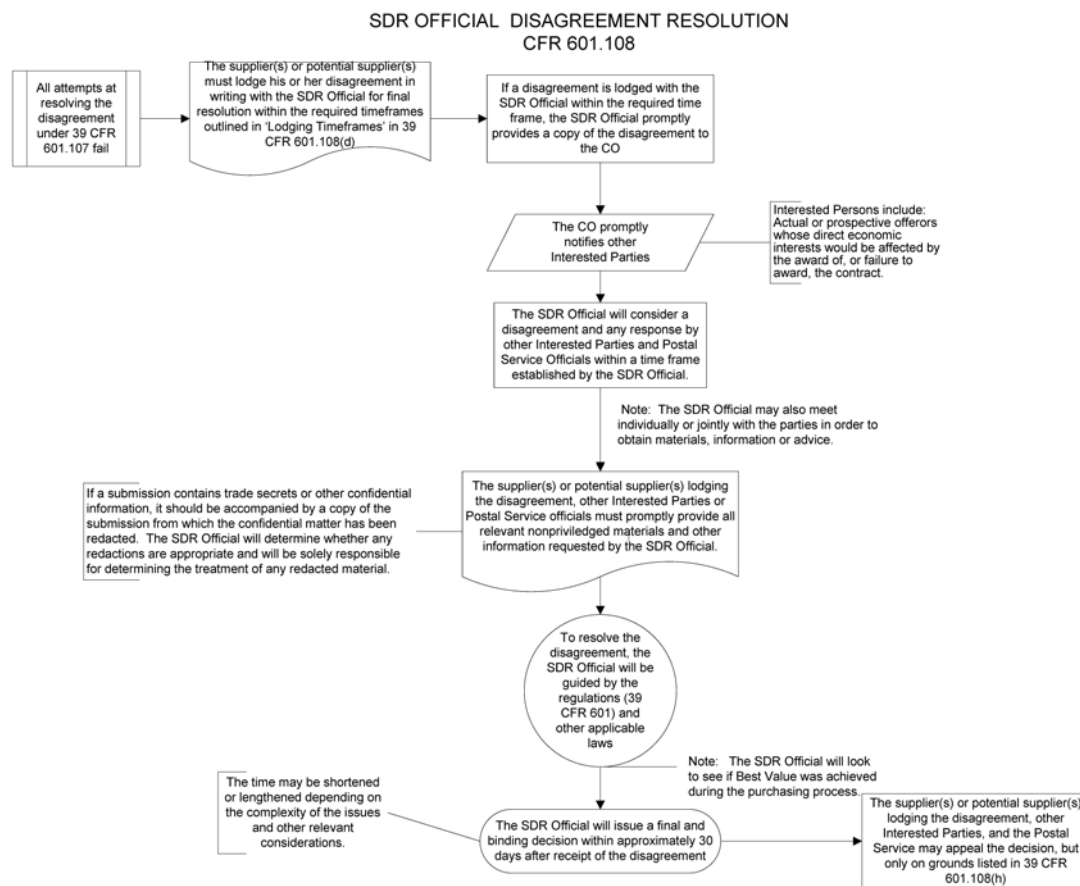 SDR OFFICIAL DISAGREEMENT RESOLUTION
CFR 601.108
All attempts at
resolving the
disagreement
under 39 CFR
601.107 fail
The supplier(s) or potential supplier(s)
must lodge his or her disagreement in
writing with the SDR Official for final
resolution within the required timeframes
outlined in 'Lodging Timeframes' in 39
CFR 601.108(d)
If a disagreement is lodged with the
SDR Official within the required time
frame, the SDR Official promptly
provides a copy of the disagreement to
the CO
The CO promptly
notifies other
Interested Parties
Interested Persons include:
Actual or prospective offerors
whose direct economic
interests would be affected by
the award of, or failure to
award, the contract.
The SDR Official will consider a
disagreement and any response by
other Interested Parties and Postal
Service Officials within a time frame
established by the SDR Official.
Note: The SDR Official may also meet
individually or jointly with the parties in order to
obtain materials, information or advice.
If a submission contains trade secrets or other confidential
information, it should be accompanied by a copy of the
submission from which the confidential matter has been
redacted. The SDR Official will determine whether any
redactions are appropriate and will be solely responsible
for determining the treatment of any redacted material.
The supplier(s) or potential supplier(s) lodging
the disagreement, other Interested Parties or
Postal Service officials must promptly provide all
relevant nonpriviledged materials and other
information requested by the SDR Official.
To resolve the
disagreement, the
SDR Official will be
guided by the
regulations (39
CFR 601) and
other applicable
laws
Note: The SDR Official will look
to see if Best Value was achieved
during the purchasing process.
The time may be shortened
or lengthened depending on
the complexity of the issues
and other relevant
considerations.
The SDR Official will issue a final and
binding decision within approximately 30
days after receipt of the disagreement
The supplier(s) or potential supplier(s)
lodging the disagreement, other
Interested Parties, and the Postal
Service may appeal the decision, but
only on grounds listed in 39 CFR
601.108(h)